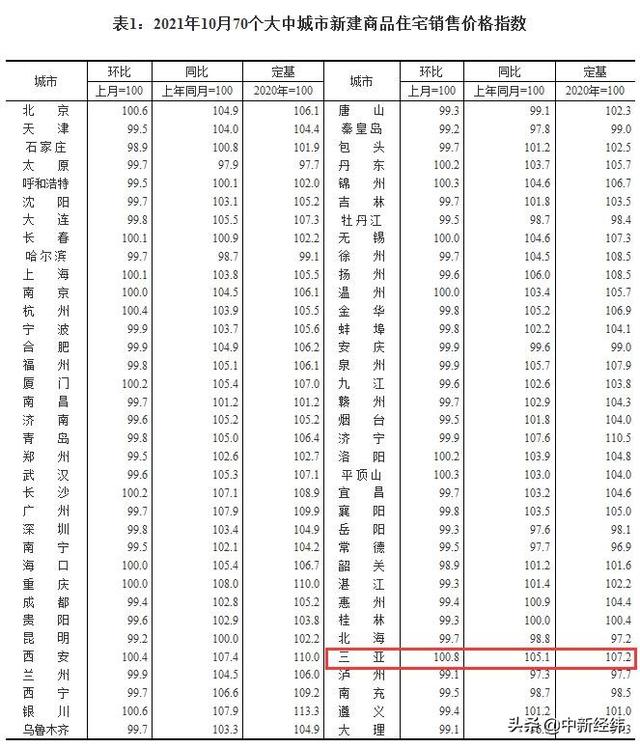 表1：2021年10月70个大中城市新建商品住宅销售价格指数
城市 环比 同比 定基 城市 环比 同比 定基
上月=100 上年同月=100 2020年=100 上月=100 上年同月=100 2020年=100
北京 100.6 104.9 106.1 唐山 99.3 99.1 102.3
天津 99.5 104.0 104.4 秦皇岛 99.2 97.8 99.0
石家庄 98.9 100.8 101.9 包头 99.7 101.2 102.5
太原 99.7 97.9 97.7 丹东 100.2 103.7 105.7
呼和浩特 99.5 100.1 102.0 锦州 100.3 104.6 106.7
沈阳 99.7 103.1 105.2 吉林 99.7 101.8 103.5
大连 99.8 105.5 107.3 牡丹江 99.5 98.7 98.4
长春 100.1 100.9 102.2 无锡 100.0 104.6 107.3
哈尔滨 99.7 98.7 99.1 徐州 99.7 104.5 108.5
上海 100.1 103.8 105.5 扬州 99.6 106.0 108.5
南京 100.0 104.5 106.1 温州 100.0 103.4 105.7
杭州 100.4 103.9 105.5 金华 99.8 105.2 106.9
宁波 99.9 103.7 105.6 蚌埠 99.8 102.2 104.1
合肥 99.9 104.9 106.2 安庆 99.9 99.6 99.0
福州 99.8 105.1 106.1 泉州 99.9 105.7 107.9
厦门 100.2 105.4 107.0 九江 99.6 102.6 103.8
南昌 99.7 101.2 101.2 赣州 99.7 102.9 104.3
济南 99.6 105.2 105.2 烟台 99.5 101.8 104.0
青岛 99.8 105.0 106.4 济宁 99.9 107.6 110.5
郑州 99.5 102.6 102.7 洛阳 100.2 103.9 104.8
武汉 99.6 105.3 107.1 平顶山 100.3 103.0 104.0
长沙 100.2 107.1 108.9 宜昌 99.7 103.2 104.6
广州 99.7 107.9 109.9 襄阳 99.8 103.5 105.0
深圳 99.8 103.4 104.9 岳阳 99.3 97.6 98.1
南宁 99.5 102.1 104.2 常德 99.5 97.7 96.9
海口 100.0 105.4 106.7 韶关 98.9 101.2 101.6
重庆 100.0 108.0 110.0 湛江 99.3 101.4 102.2
成都 99.4 102.8 105.2 惠州 99.4 100.9 104.4
贵阳 99.6 102.9 103.8 桂林 99.3 100.0 100.4
昆明 99.2 100.0 102.2 北海 99.7 98.8 97.2
西安 100.4 107.4 110.0 三亚 100.8 105.1 107.2
兰州 99.9 104.5 106.0 泸州 99.1 97.3 97.7
西宁 99.7 106.6 109.2 南充 99.5 98.7 98.5
银川 100.6 107.9 113.3 遵义 99.4 101.2 101.0
乌鲁木齐 99.7 103.3 104.9 大理 99.7
头条@中新经纬